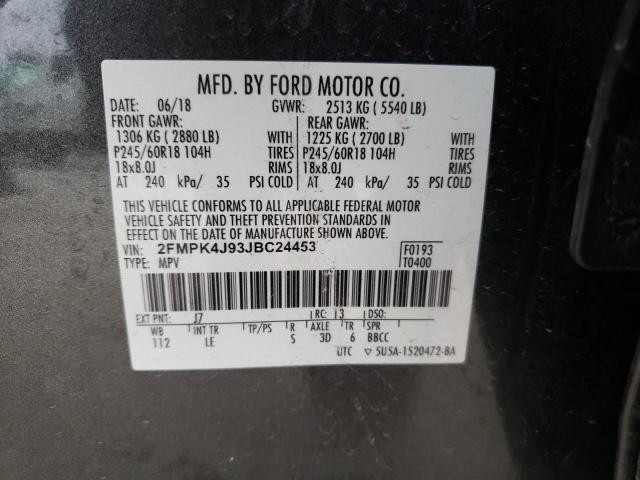 MFD. BY FORD MOTOR CO.
DATE: 06/18 GVWR: 2513 KG ( 5540 LB)
FRONT GAWR: REAR GAWR:
1306 KG ( 2880 LB) WITH 1225 KG ( 2700 LB) WITH
P245/60R18 104H TIRES P245/60R18 104H TIRES
18x8.0J RIMS 18x8.0J RIMS
AT 240 kPa/ 35 PSI COLD AT 240 kPa/ 35 PSI COLD
THIS VEHICLE CONFORMS TO ALL APPLICABLE FEDERAL MOTOR
VEHICLE SAFETY AND THEFT PREVENTION STANDARDS IN
EFFECT ON THE DATE OF MANUFACTURE SHOWN ABOVE.
VIN: 2FMPK4J93JBC24453 F0193
TYPE: MPV T0400
EXT PNT: J7 RC: 13 DSO:
WB INT TR TP/PS R AXLE TR SPR
112 LE S 3D 6 BBCC
UTC ▽ 5U5A-1520472-BA